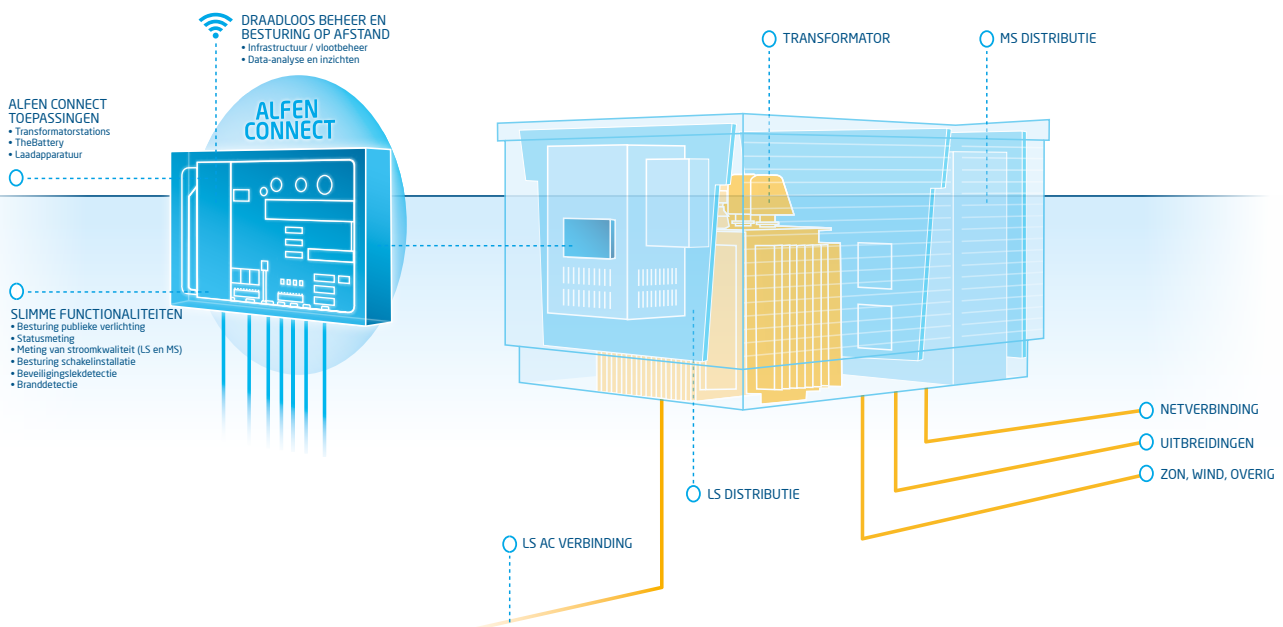 DRAADLOOS BEHEER EN
BESTURING OP AFSTAND
• Infrastructuur / vlootbeheer
• Data-analyse en inzichten
ALFEN CONNECT
TOEPASSINGEN
• Transformatorstations
• TheBattery
• Laadapparatuur
ALFEN
CONNECT
SLIMME FUNCTIONALITEITEN
• Besturing publieke verlichting
• Statusmeting
• Meting van stroomkwaliteit (LS en MS)
• Besturing schakelinstallatie
• Beveiligingslekdetectie
• Branddetectie
TRANSFORMATOR
MS DISTRIBUTIE
NETVERBINDING
UITBREIDINGEN
ZON, WIND, OVERIG
LS DISTRIBUTIE
LS AC VERBINDING